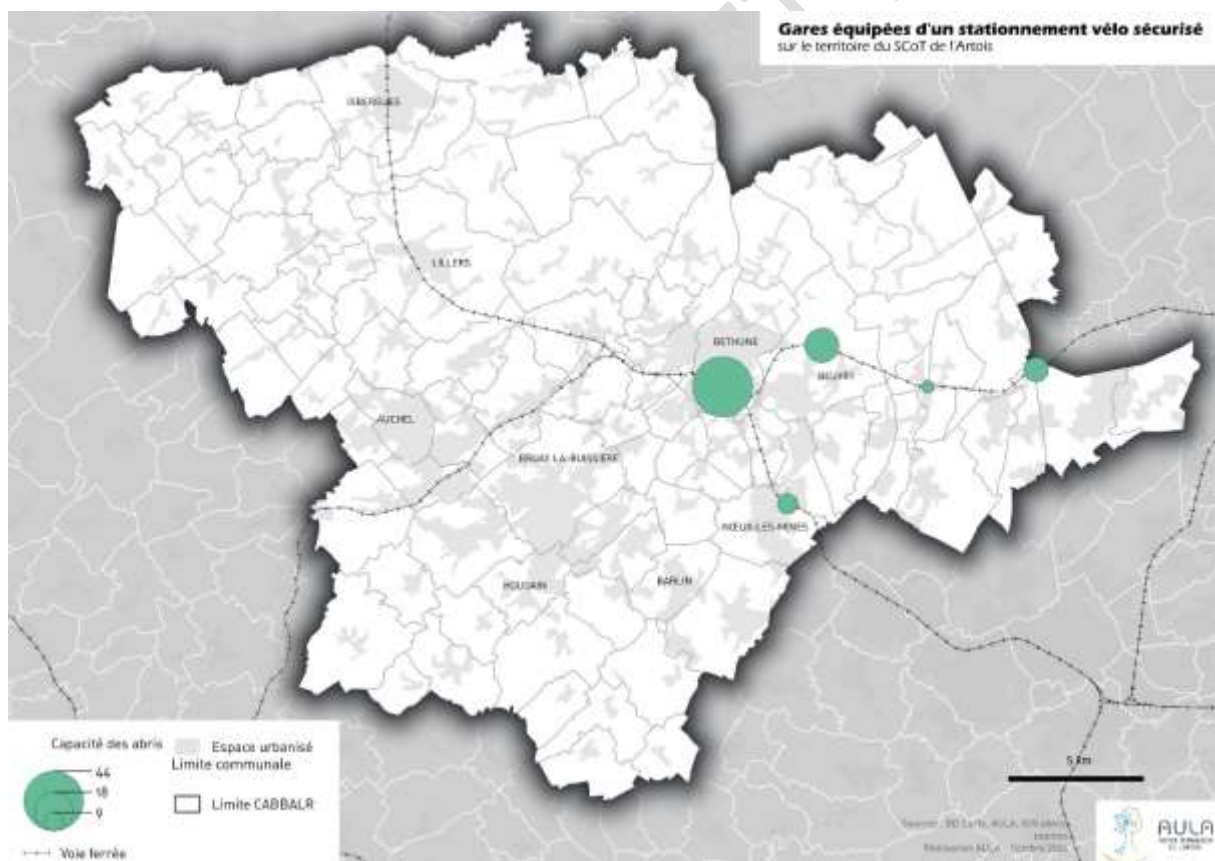 Gares équipées d'un stationnement vélo sécurisé
sur le territoire du SCoT de l'Artois
ISBERGUES
LILLERS
BETHUNE
BEUVRY
AUCHEL
BRUAY-LA-BUISSIÈRE
NŒUX-LES-MINES
HOUDAIN
BARLIN
Capacité des abris
44
18
9
Voie ferrée
Espace urbanisé
Limite communale
Limite CABBALR
5 km
AULA